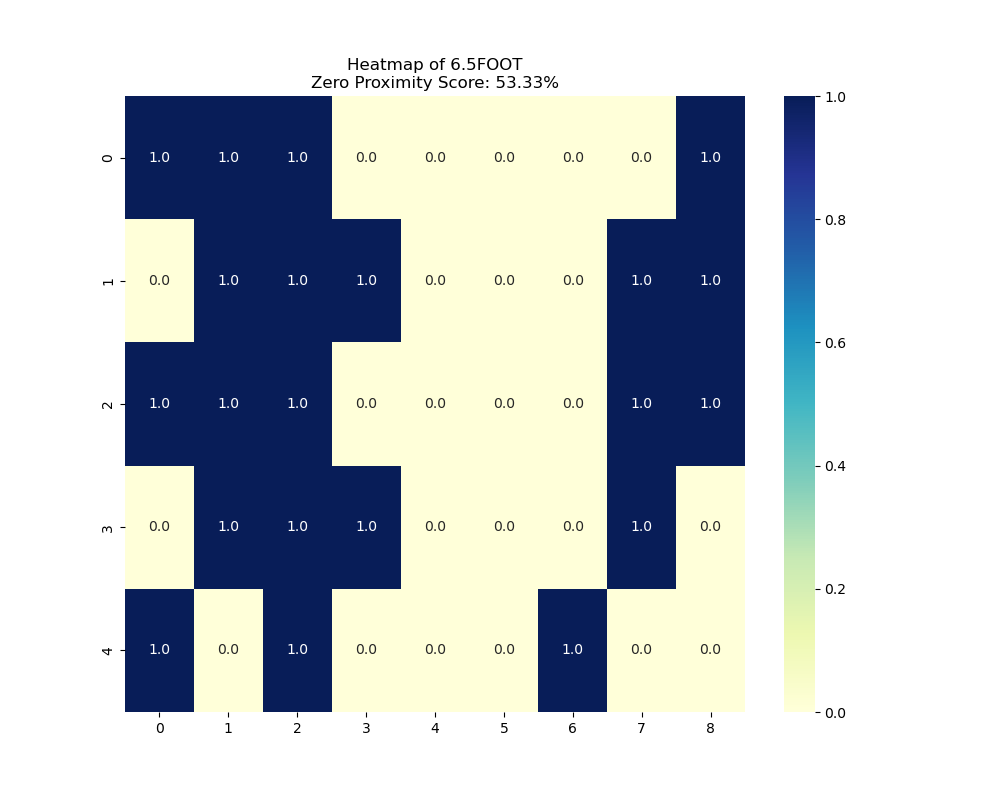 Heatmap of 6.5FOOT
Zero Proximity Score: 53.33%
0 1.0 1.0 1.0 0.0 0.0 0.0 0.0 0.0 1.0
1 0.0 1.0 1.0 1.0 0.0 0.0 0.0 1.0 1.0
2 1.0 1.0 1.0 0.0 0.0 0.0 0.0 1.0 1.0
3 0.0 1.0 1.0 1.0 0.0 0.0 0.0 1.0 0.0
4 1.0 0.0 1.0 0.0 0.0 0.0 1.0 0.0 0.0
0 1 2 3 4 5 6 7 8
1.0
0.8
0.6
0.4
0.2
0.0